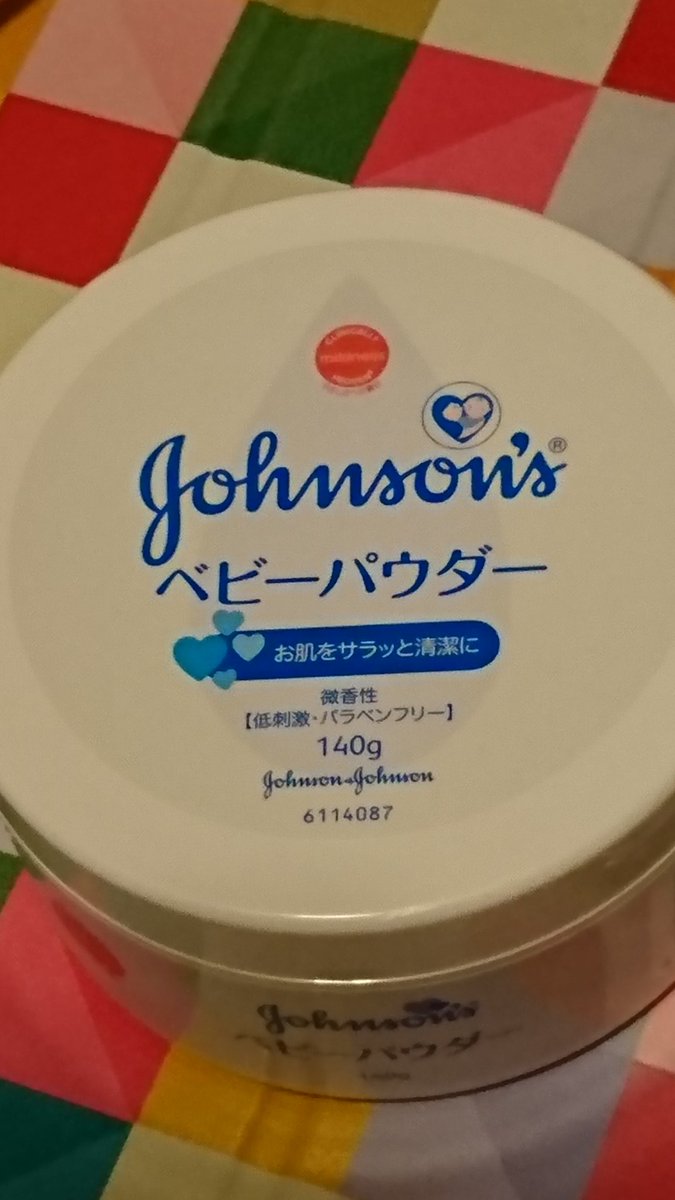 CLINICALLY
mildness
Johnson's®
ベビーパウダー
お肌をサラッと清潔に
微香性
【低刺激・パラベンフリー】
140g
Johnson & Johnson
6114087
Johnson's
ベビーパウダー